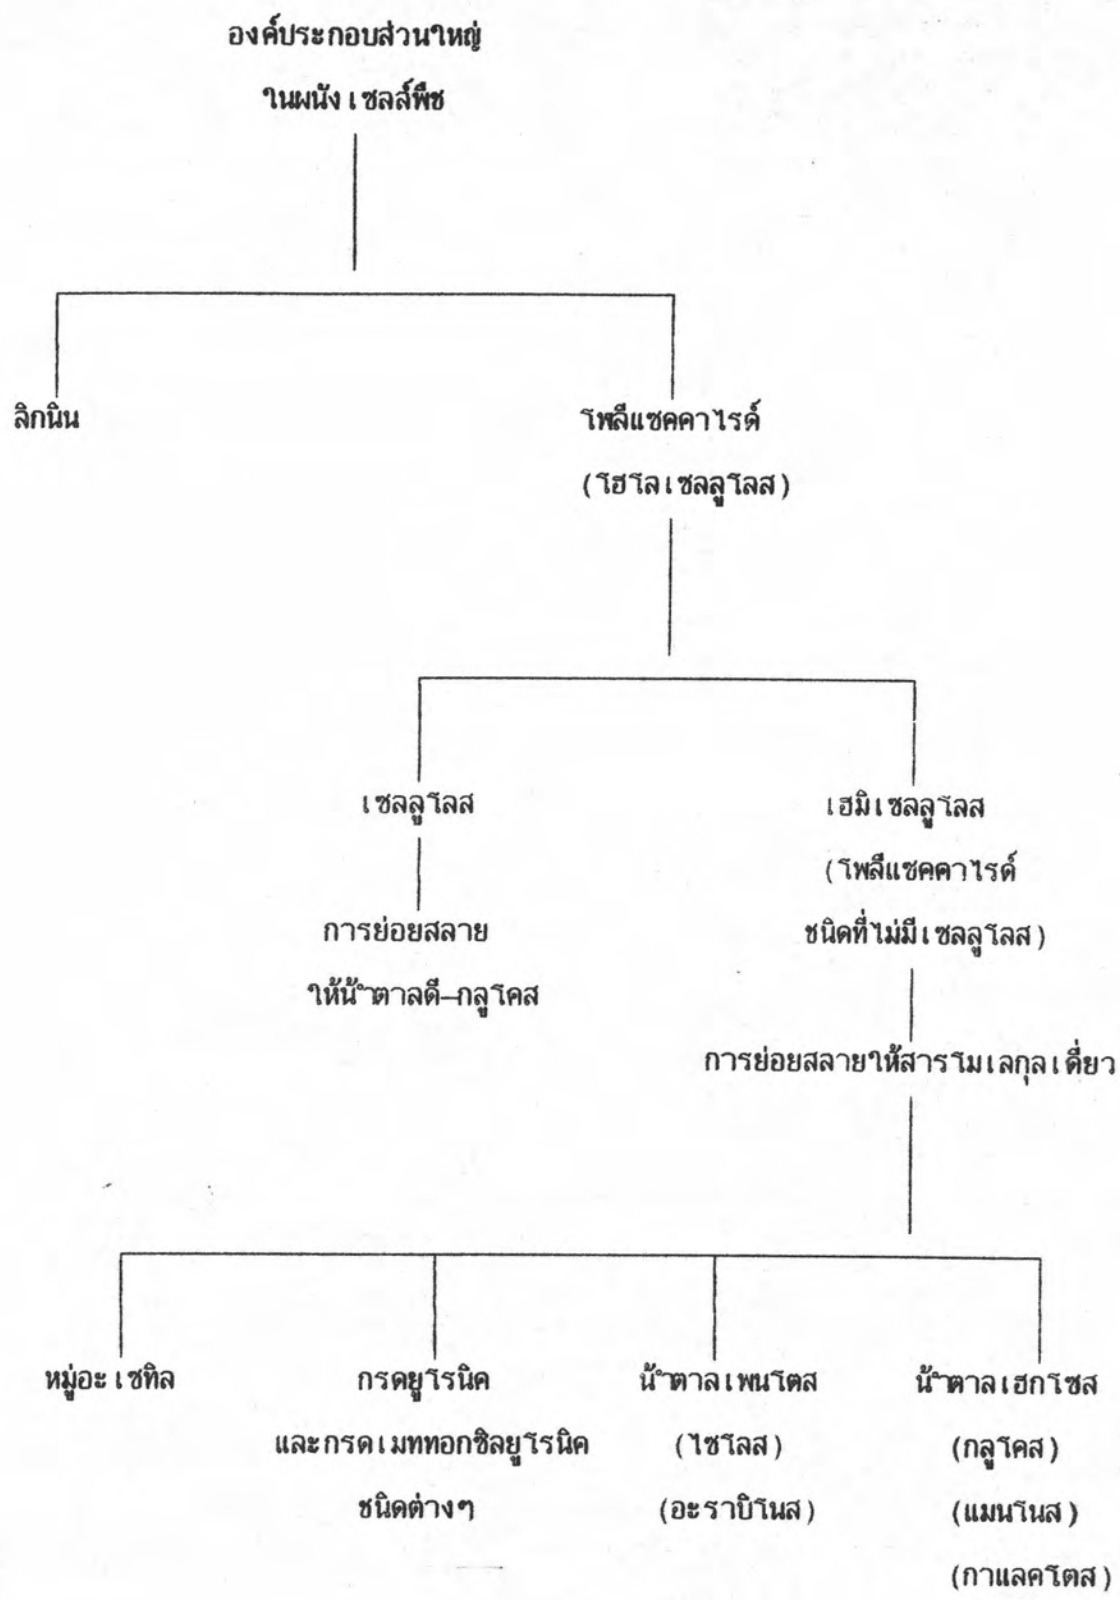 องค์ประกอบส่วนใหญ่
ในผนังเซลล์พืช
ลิกนิน
โพลีแซคคาไรด์
(โฮโลเซลลูโลส)
เซลลูโลส
การย่อยสลาย
ให้น้ำตาลดี-กลูโคส
เฮมิเซลลูโลส
(โพลีแซคคาไรด์
ชนิดที่ไม่มีเซลลูโลส)
การย่อยสลายให้สารโมเลกุลเดี่ยว
หมู่อะเซทิล
กรดยูโรนิค
และกรดเมททอกซิลยูโรนิค
ชนิดต่างๆ
น้ำตาลเพนโตส
(ไซโลส)
(อะราบิโนส)
น้ำตาลเฮกโซส
(กลูโคส)
(แมนโนส)
(กาแลคโตส)